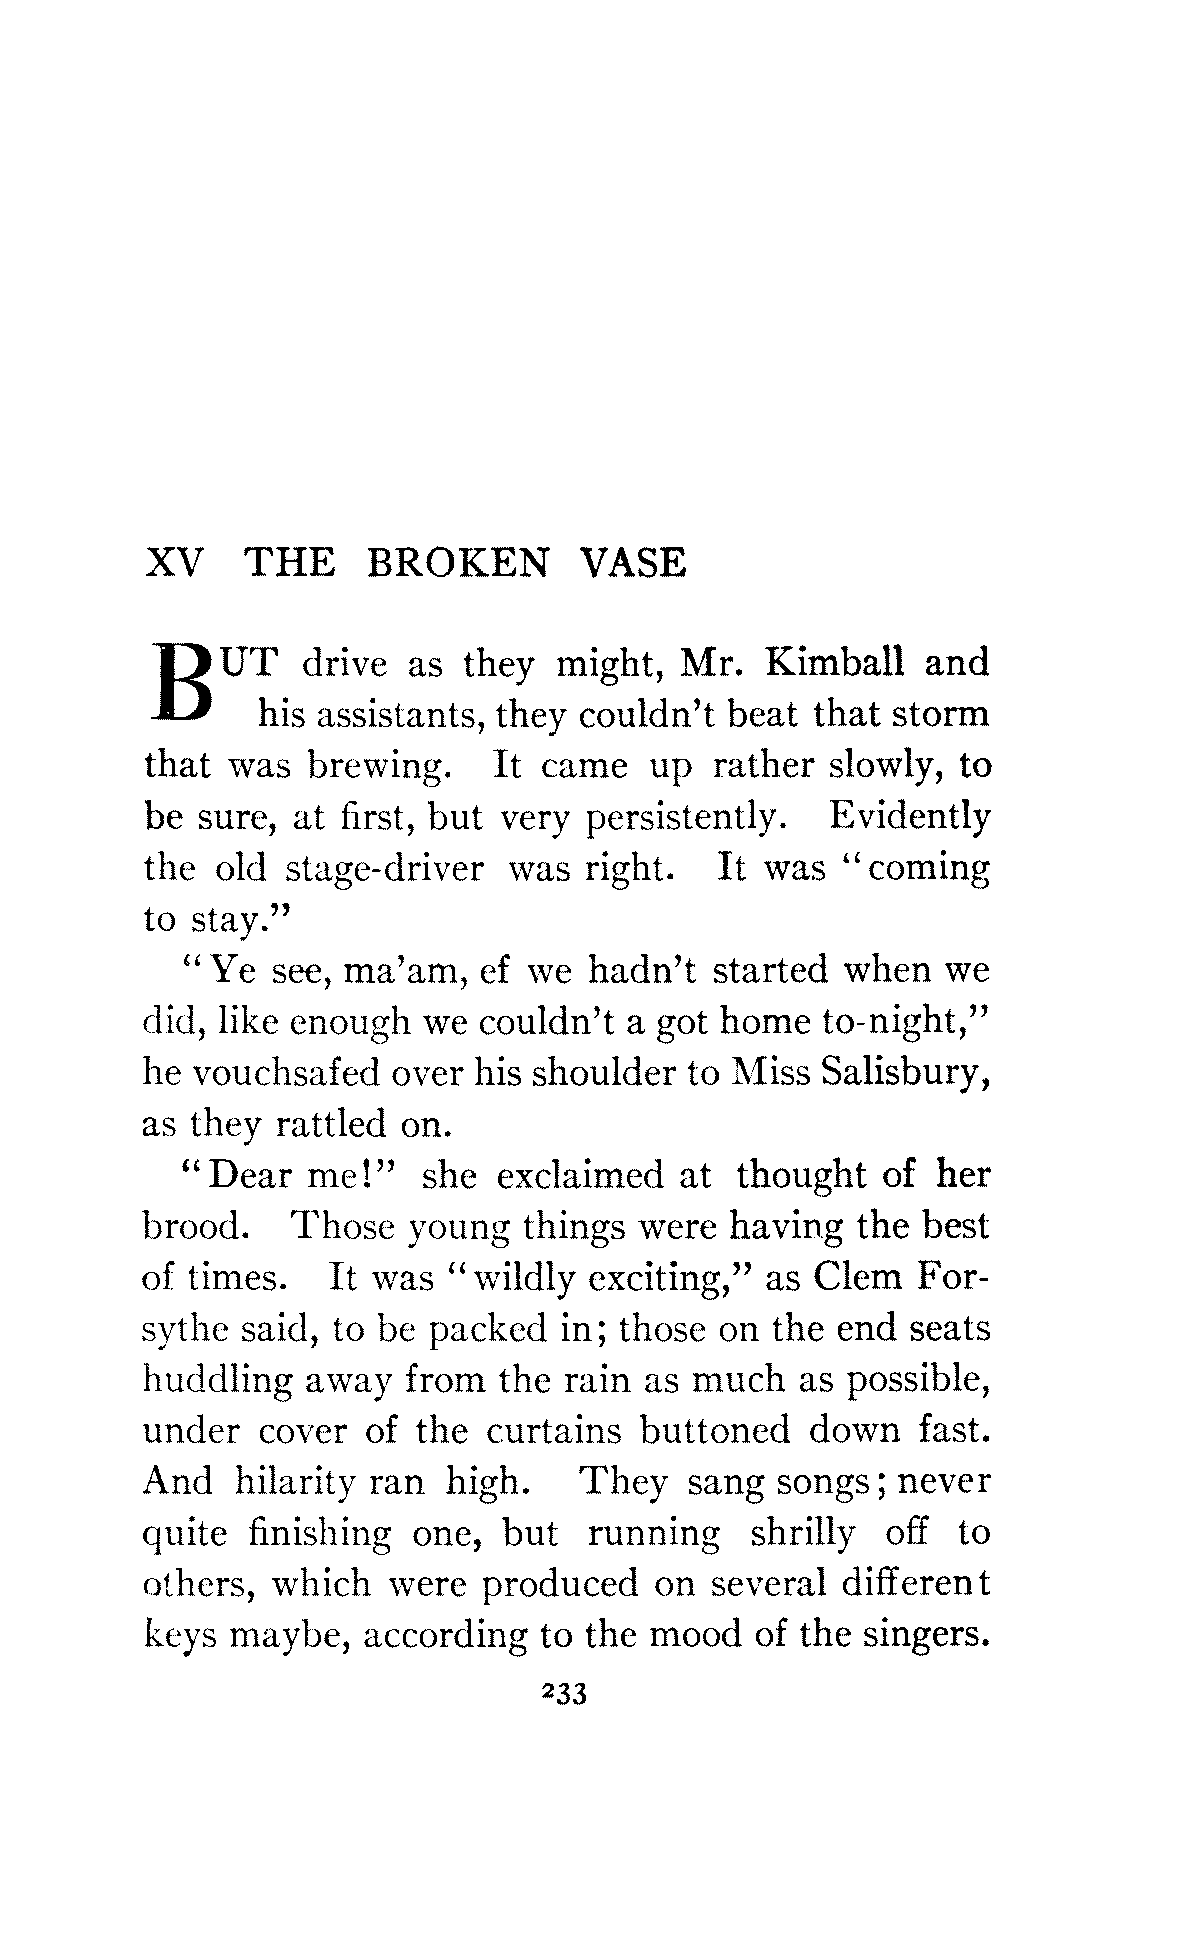 XV THE BROKEN VASE
BUT drive as they might, Mr. Kimball and
his assistants, they couldn't beat that storm
that was brewing. It came up rather slowly, to
be sure, at first, but very persistently. Evidently
the old stage-driver was right. It was "coming
to stay."
"Ye see, ma'am, ef we hadn't started when we
did, like enough we couldn't a got home to-night,"
he vouchsafed over his shoulder to Miss Salisbury,
as they rattled on.
"Dear me!" she exclaimed at thought of her
brood. Those young things were having the best
of times. It was "wildly exciting," as Clem For-
sythe said, to be packed in; those on the end seats
huddling away from the rain as much as possible,
under cover of the curtains buttoned down fast.
And hilarity ran high. They sang songs; never
quite finishing one, but running shrilly off to
others, which were produced on several different
keys maybe, according to the mood of the singers.
233